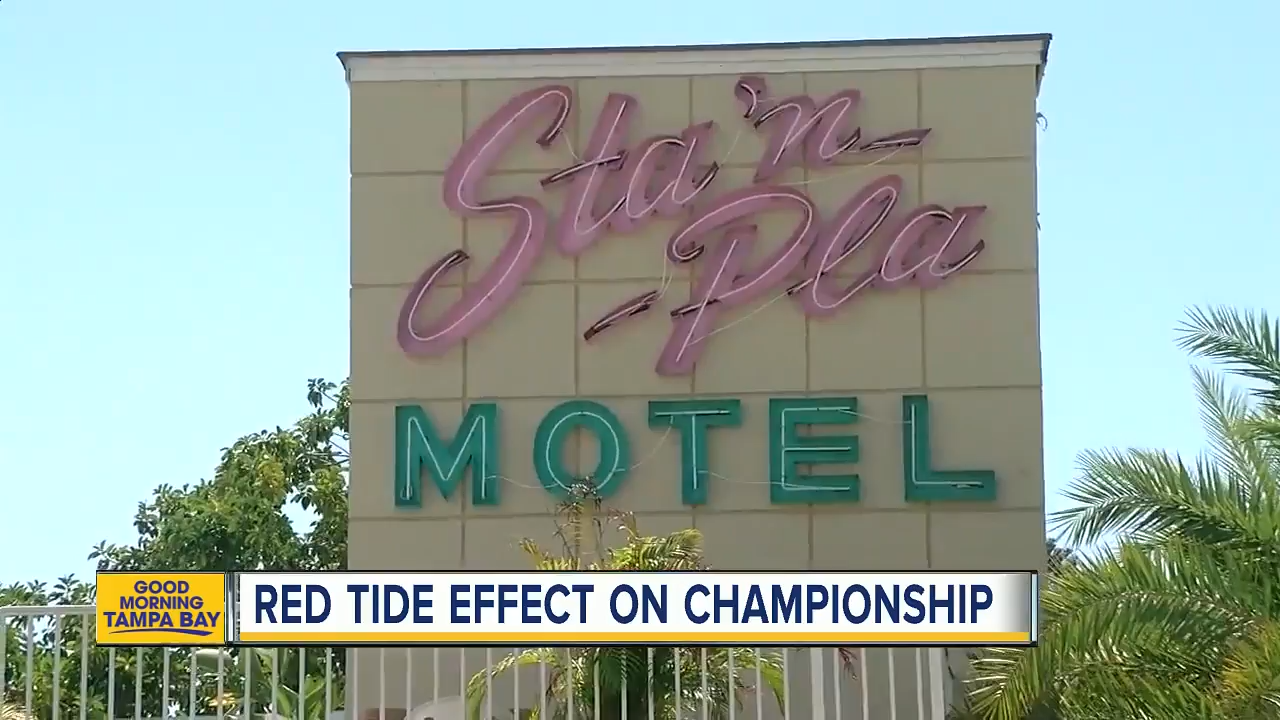 Sta 'n
Pla
MOTEL
GOOD
MORNING
TAMPA BAY
RED TIDE EFFECT ON CHAMPIONSHIP